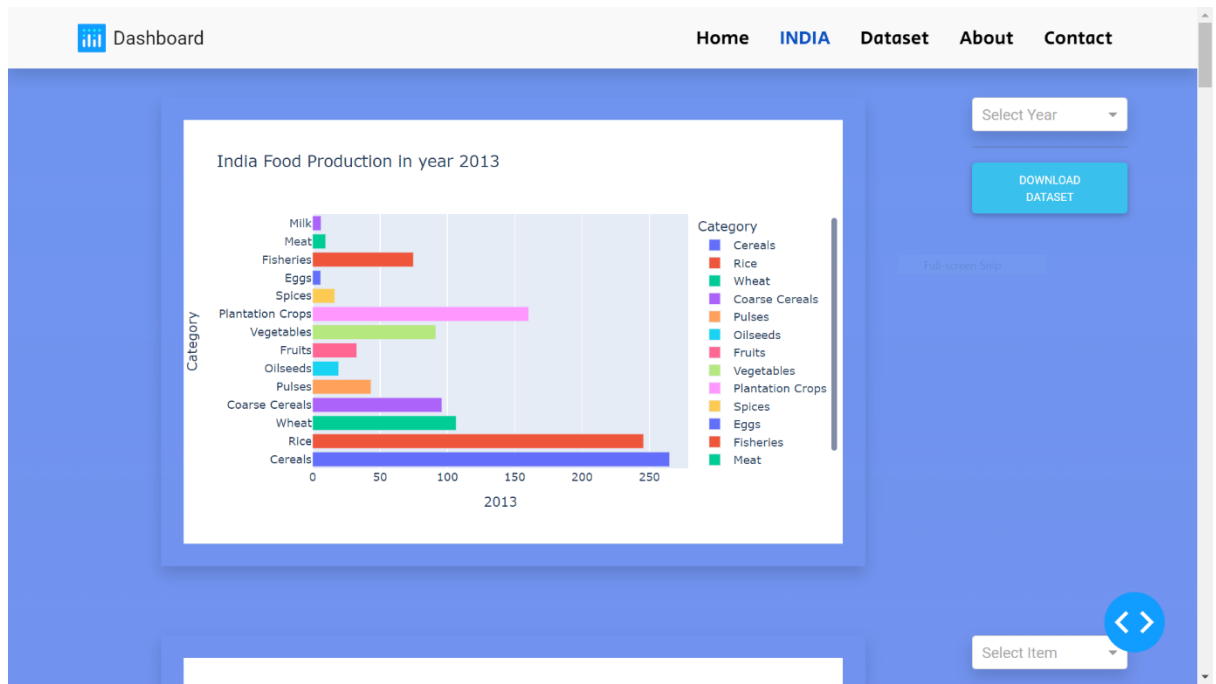 Dashboard
Home INDIA Dataset About Contact
Select Year
DOWNLOAD
DATASET
Full-screen Snip
India Food Production in year 2013
Milk
Meat
Fisheries
Eggs
Spices
Plantation Crops
Vegetables
Fruits
Oilseeds
Pulses
Coarse Cereals
Wheat
Rice
Cereals
Category
0 50 100 150 200 250
2013
Category
Cereals
Rice
Wheat
Coarse Cereals
Pulses
Oilseeds
Fruits
Vegetables
Plantation Crops
Spices
Eggs
Fisheries
Meat
Select Item